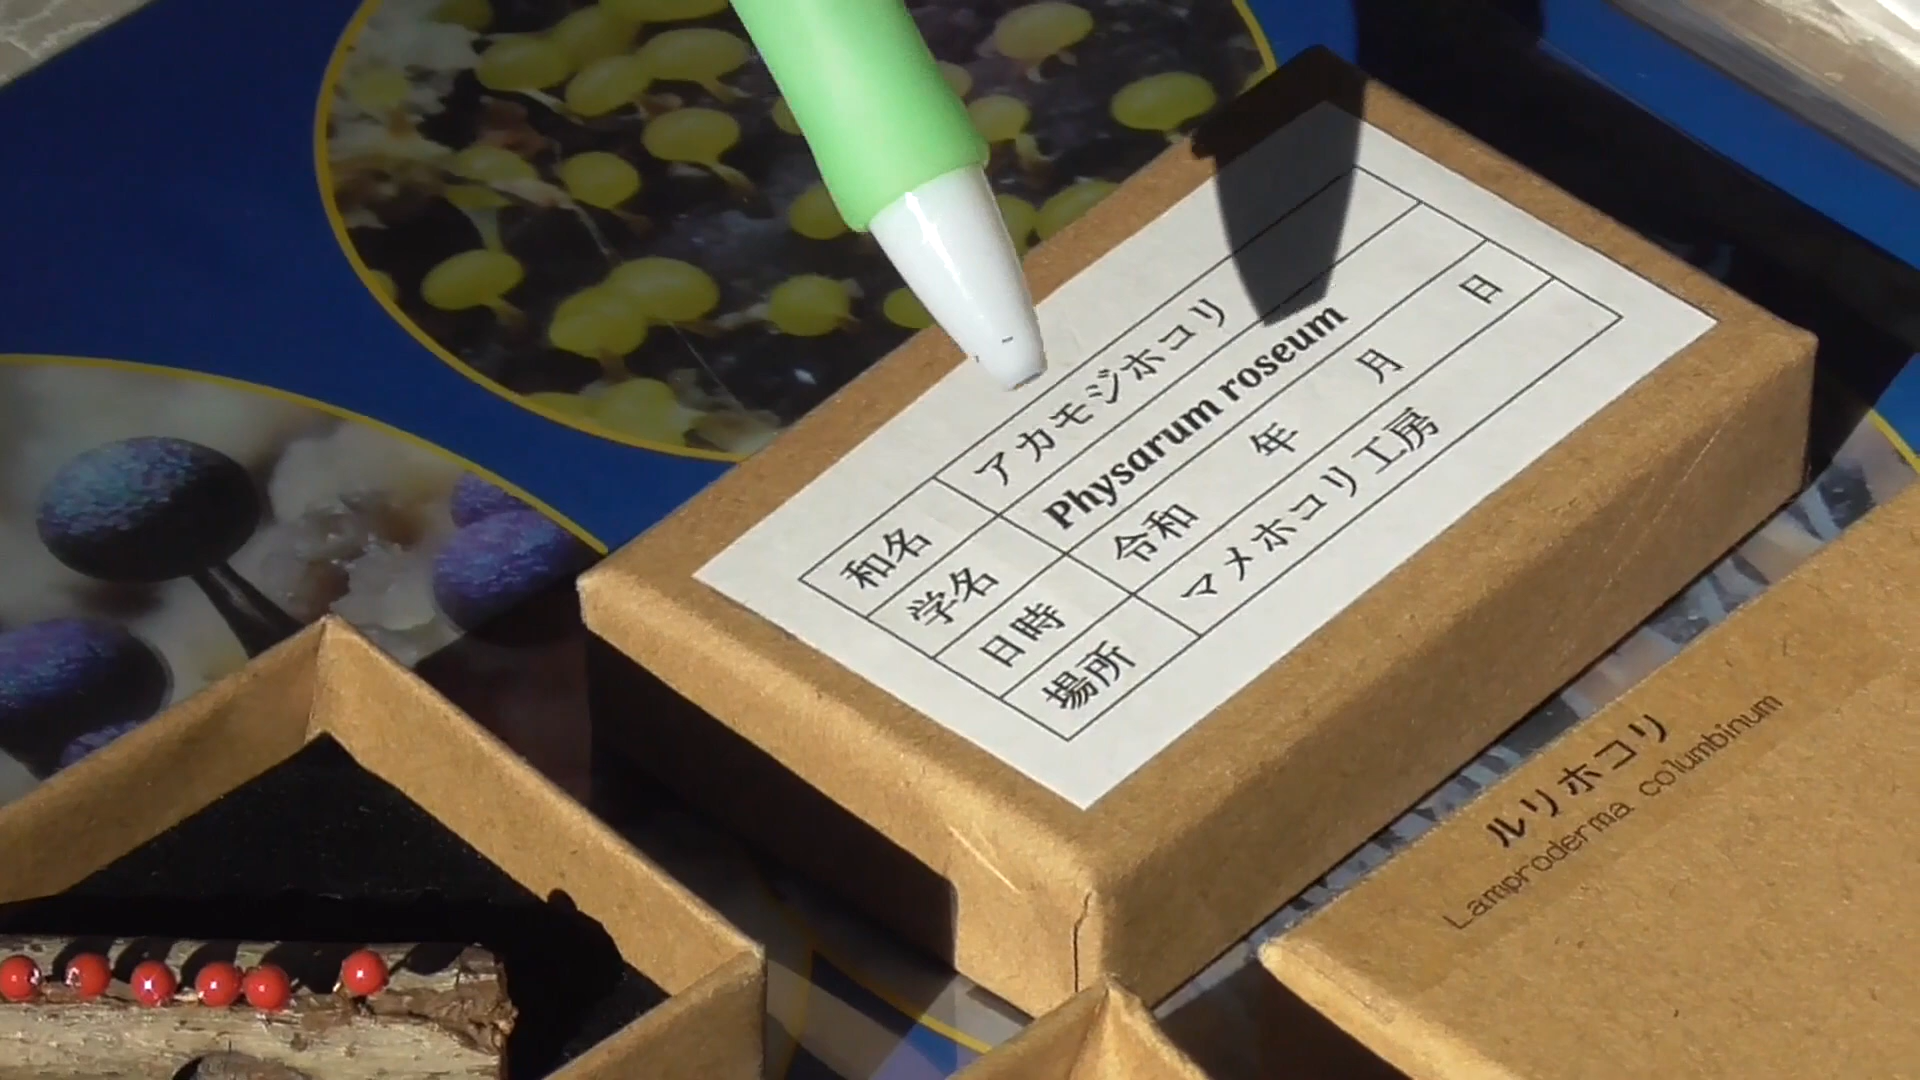 和名 アカモジホコリ
学名 Physarum roseum
日時 令和 年 月 日
場所 マメホコリ工房
ルリホコリ
Lamproderma columbinum